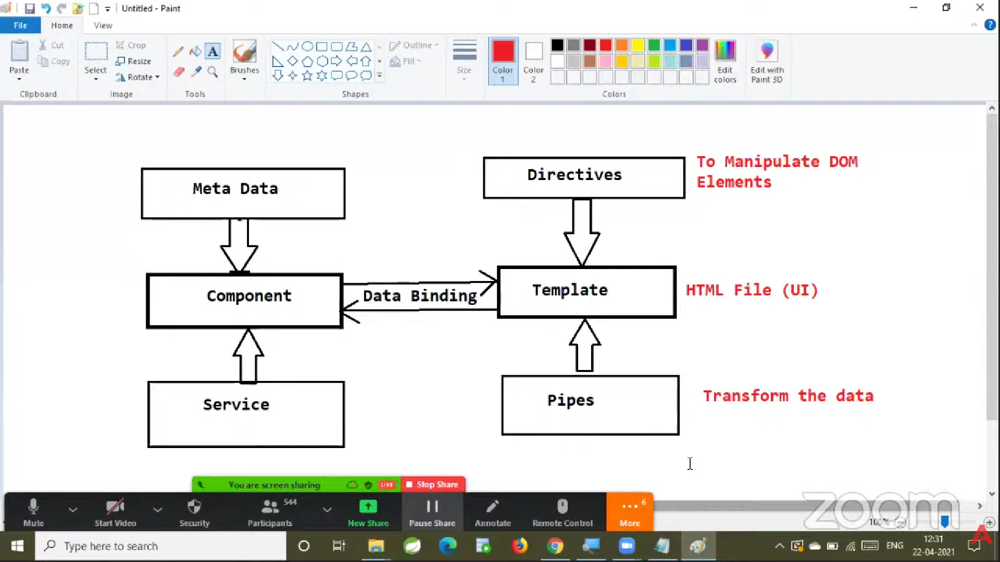 Untitled - Paint
File Home View
Paste
Cut
Copy
Clipboard
Select
Crop
Resize
Rotate
Image
Tools
Brushes
Shapes
Outline
Fill
Size
Color 1
Color 2
Colors
Edit colors
Edit with Paint 3D
Meta Data
Directives
To Manipulate DOM
Elements
Component
Data Binding
Template
HTML File (UI)
Service
Pipes
Transform the data
You are screen sharing LIVE Stop Share
Mute
Start Video
Security
544
Participants
New Share
Pause Share
Annotate
Remote Control
6
More
zoom
100%
Type here to search
ENG
12:31
22-04-2021